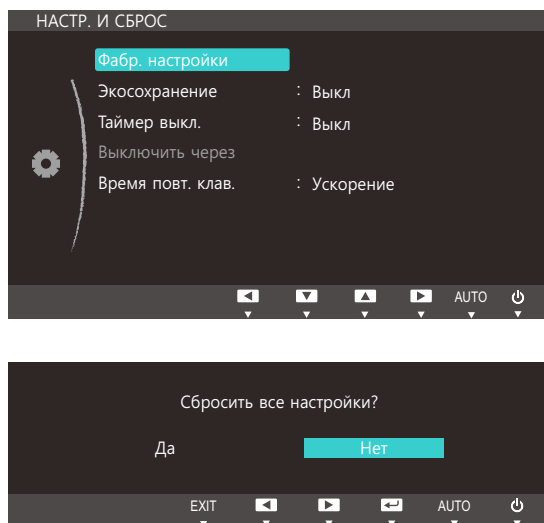 НАСТР. И СБРОС
Фабр. настройки
Экосохранение : Выкл
Таймер выкл. : Выкл
Выключить через
Время повт. клав. : Ускорение
AUTO
Сбросить все настройки?
Да Нет
EXIT AUTO